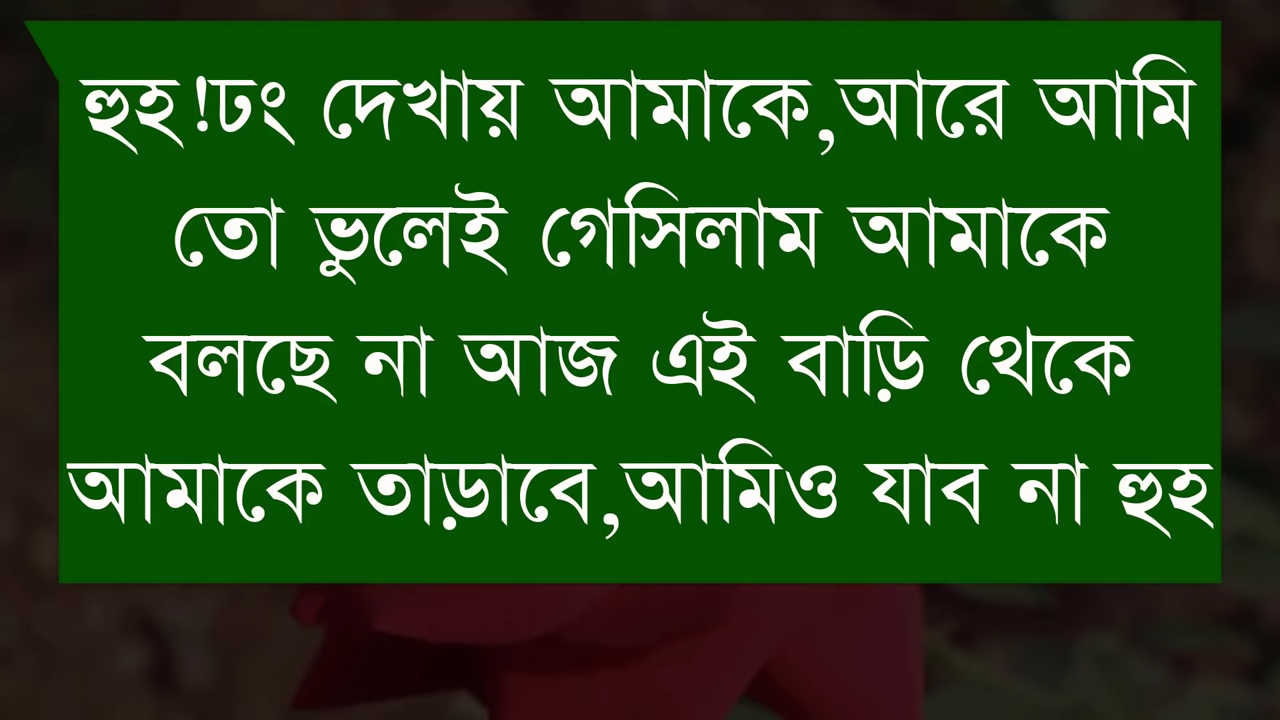 হুহ!ঢং দেখায় আমাকে,আরে আমি
তো ভুলেই গেসিলাম আমাকে
বলছে না আজ এই বাড়ি থেকে
আমাকে তাড়াবে,আমিও যাব না হুহ